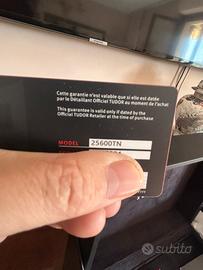 Cette garantie n'est valable que si elle est datée
par le Détaillant Officiel TUDOR au moment de l'achat
This guarantee is valid only if dated by the
Official TUDOR Retailer at the time of purchase
MODEL 25600TN
subito